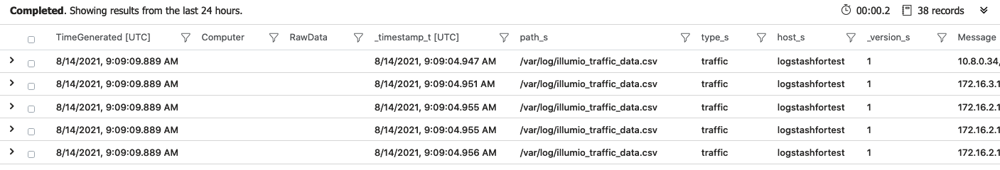 Completed. Showing results from the last 24 hours. 00:00.2 38 records
TimeGenerated [UTC] Computer RawData _timestamp_t [UTC] path_s type_s host_s _version_s Message
8/14/2021, 9:09:09.889 AM 8/14/2021, 9:09:04.947 AM /var/log/illumio_traffic_data.csv traffic logstashfortest 1 10.8.0.34,
8/14/2021, 9:09:09.889 AM 8/14/2021, 9:09:04.951 AM /var/log/illumio_traffic_data.csv traffic logstashfortest 1 172.16.3.1
8/14/2021, 9:09:09.889 AM 8/14/2021, 9:09:04.955 AM /var/log/illumio_traffic_data.csv traffic logstashfortest 1 172.16.2.1
8/14/2021, 9:09:09.889 AM 8/14/2021, 9:09:04.955 AM /var/log/illumio_traffic_data.csv traffic logstashfortest 1 172.16.2.1
8/14/2021, 9:09:09.889 AM 8/14/2021, 9:09:04.956 AM /var/log/illumio_traffic_data.csv traffic logstashfortest 1 172.16.2.1